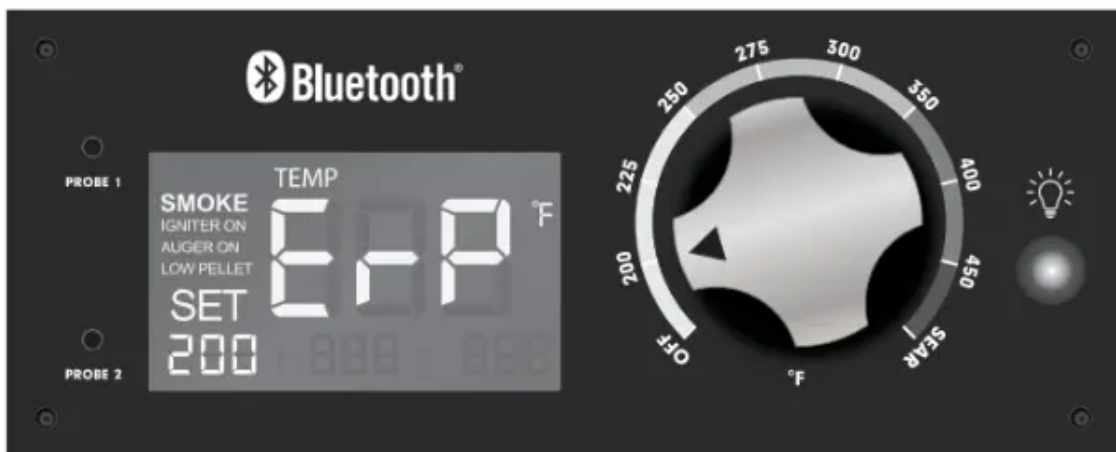 Bluetooth®
PROBE 1
TEMP
SMOKE
IGNITER ON
AUGER ON
LOW PELLET
ErP
°F
SET
200
PROBE 2
OFF
200
225
250
275
300
350
400
450
SEAR
°F